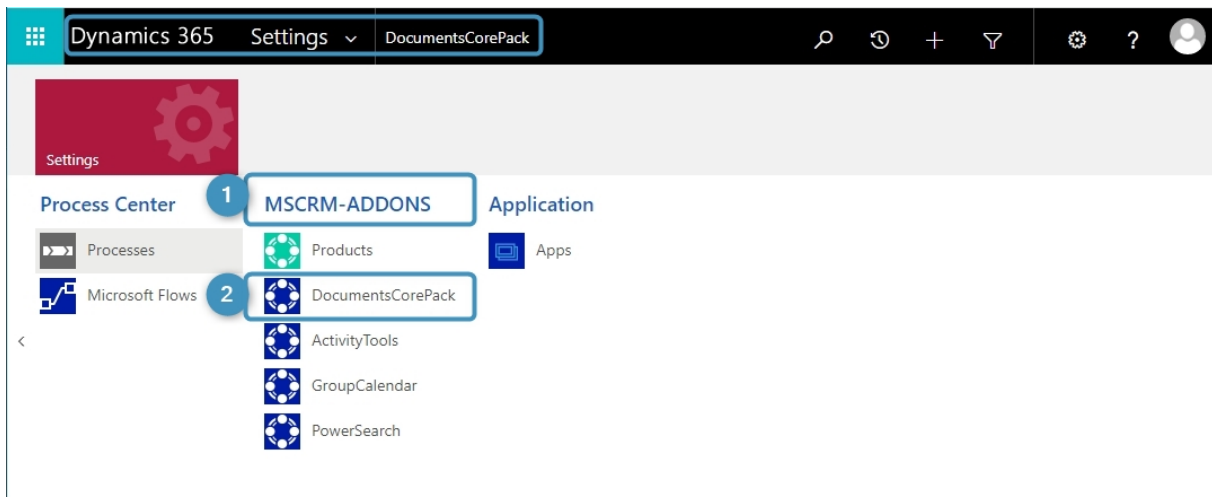 Dynamics 365 Settings DocumentsCorePack ?
Settings
1
Process Center MSCRM-ADDONS Application
Processes Products Apps
Microsoft Flows 2 DocumentsCorePack
ActivityTools
GroupCalendar
PowerSearch